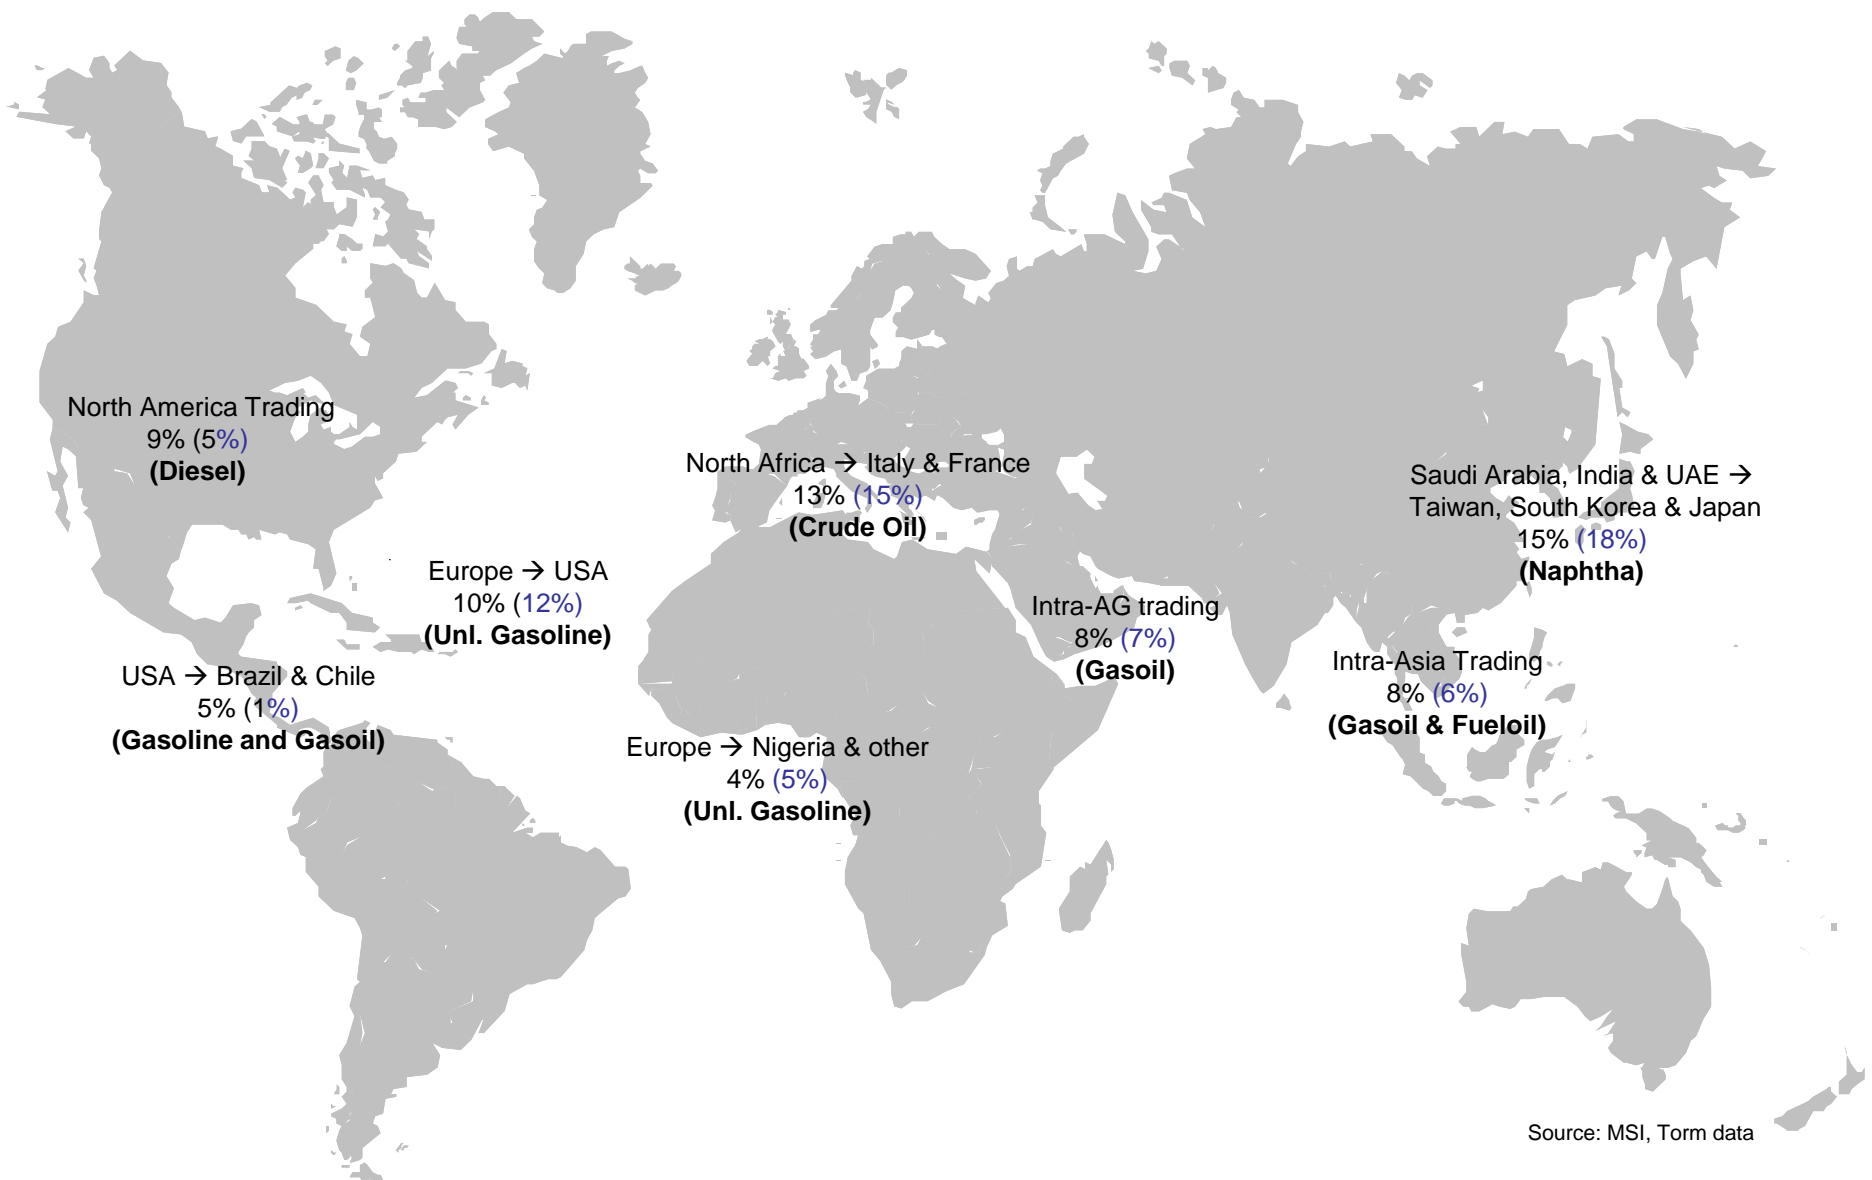 North America Trading
9% (5%)
(Diesel)
North Africa → Italy & France
13% (15%)
(Crude Oil)
Saudi Arabia, India & UAE →
Taiwan, South Korea & Japan
15% (18%)
(Naphtha)
Europe → USA
10% (12%)
(Unl. Gasoline)
Intra-AG trading
8% (7%)
(Gasoil)
Intra-Asia Trading
8% (6%)
(Gasoil & Fueloil)
USA → Brazil & Chile
5% (1%)
(Gasoline and Gasoil)
Europe → Nigeria & other
4% (5%)
(Unl. Gasoline)
Source: MSI, Torm data